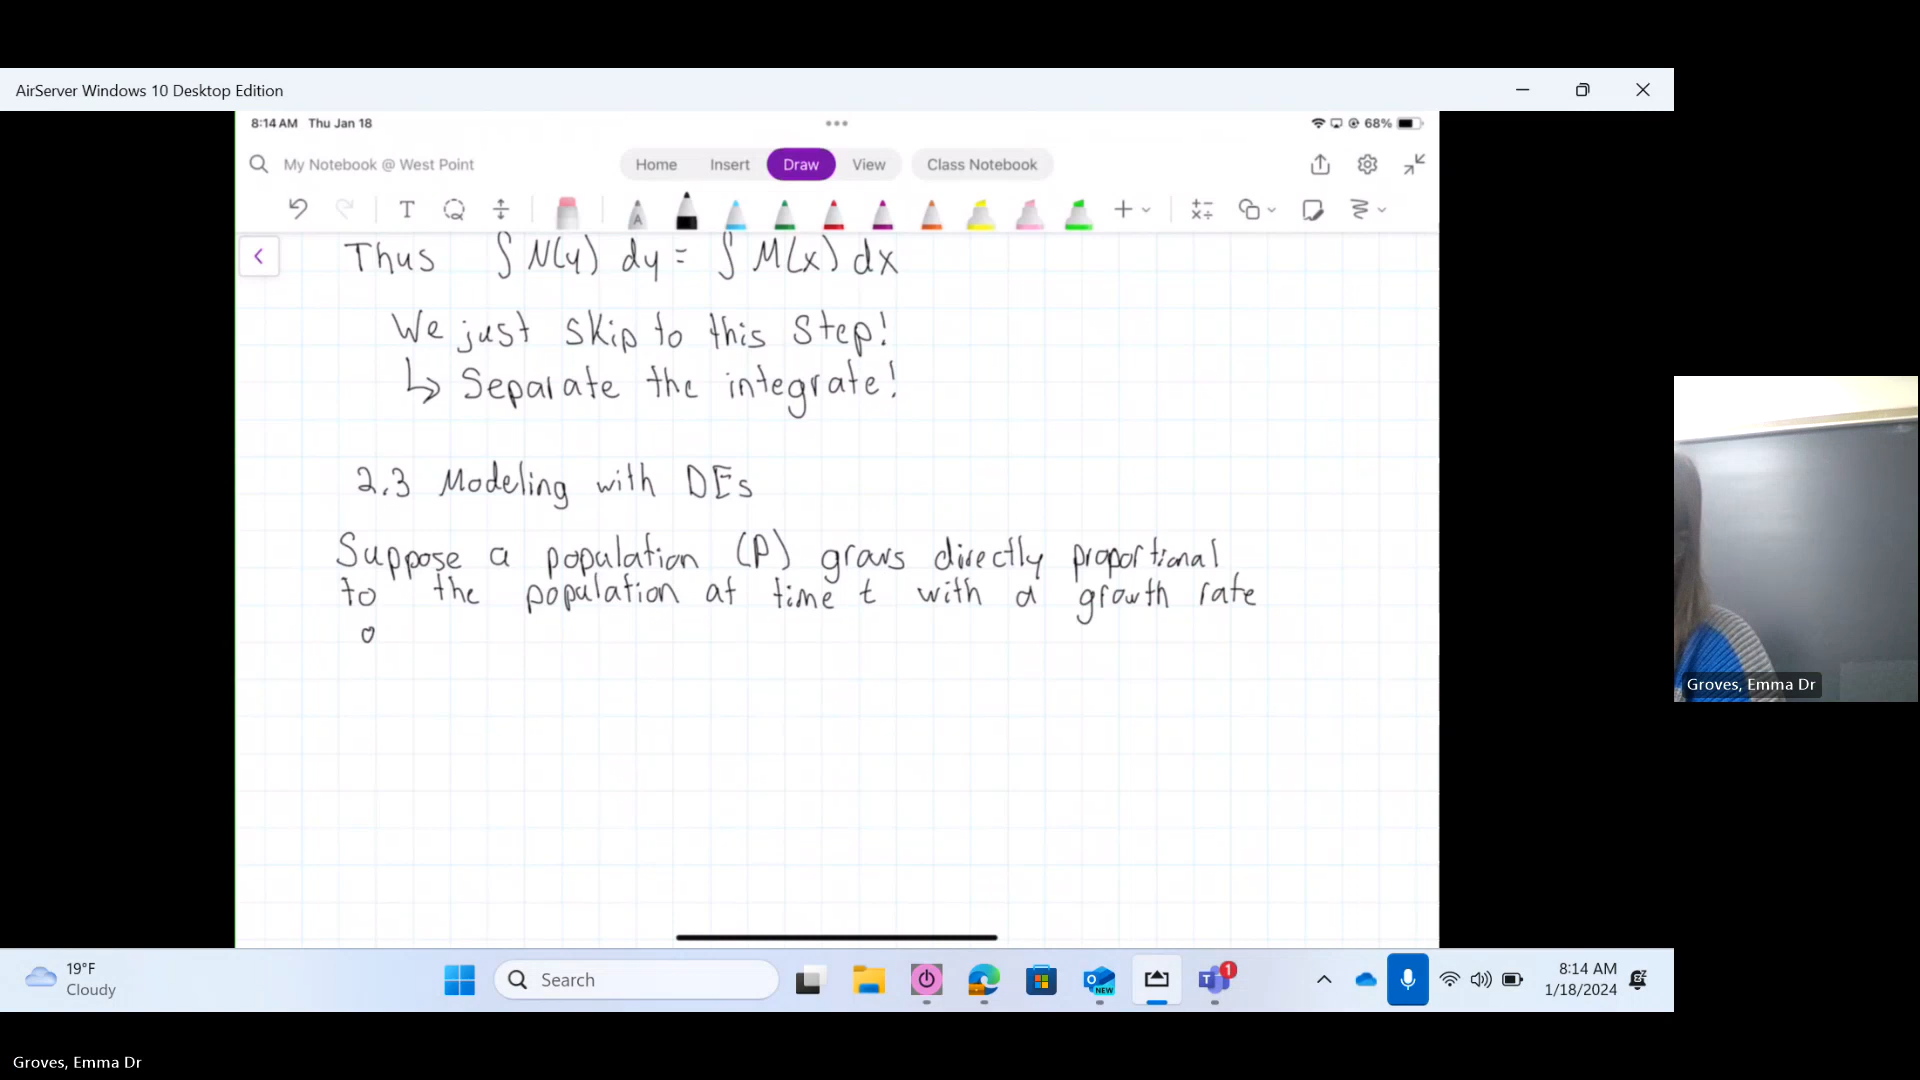 AirServer Windows 10 Desktop Edition
8:14 AM Thu Jan 18
68%
My Notebook @ West Point
Home Insert Draw View Class Notebook
T
A
Thus ∫ N(y) dy = ∫ M(x) dx
We just skip to this step!
↳ Separate the integrate!
2.3 Modeling with DEs
Suppose a population (P) grows directly proportional
to the population at time t with a growth rate
o
Groves, Emma Dr
19°F
Cloudy
Search
NEW
1
8:14 AM
1/18/2024
Groves, Emma Dr